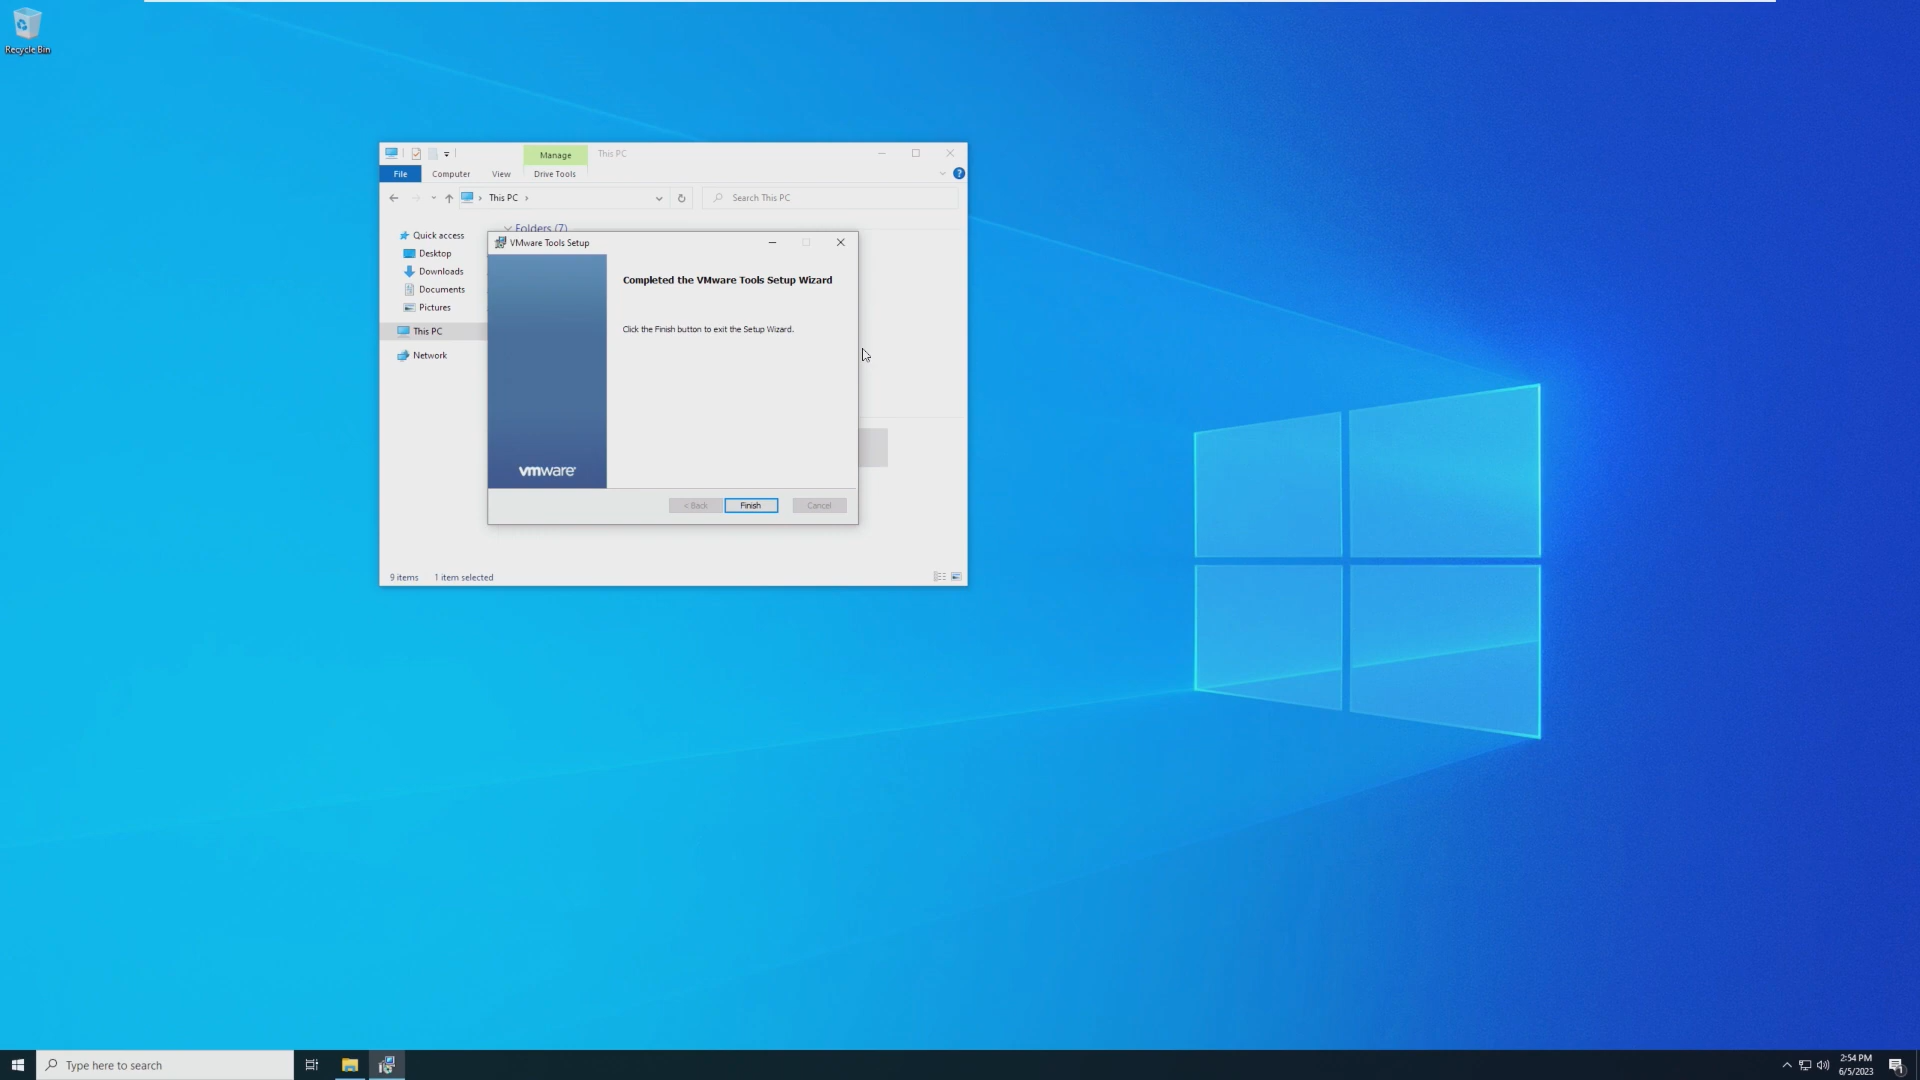 Recycle Bin
Manage
This PC
File
Computer
View
Drive Tools
This PC
Search This PC
Quick access
Desktop
Downloads
Documents
Pictures
This PC
Network
Folders (7)
VMware Tools Setup
Completed the VMware Tools Setup Wizard
Click the Finish button to exit the Setup Wizard.
vmware
< Back
Finish
Cancel
9 items
1 item selected
Type here to search
2:54 PM
6/5/2023